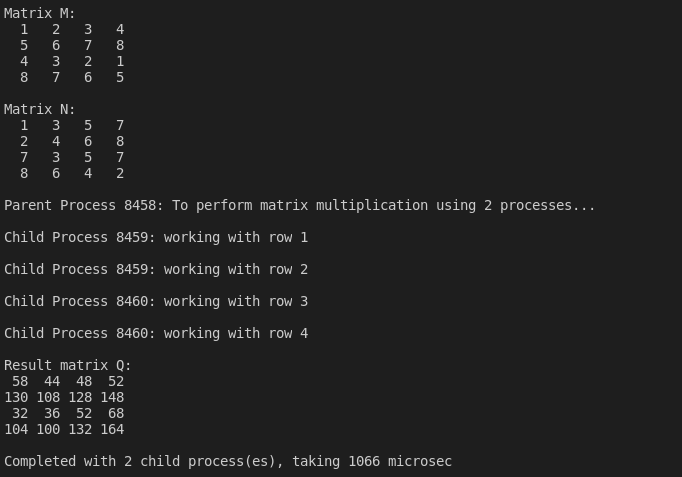 Matrix M:
  1   2   3   4
  5   6   7   8
  4   3   2   1
  8   7   6   5
Matrix N:
  1   3   5   7
  2   4   6   8
  7   3   5   7
  8   6   4   2
Parent Process 8458: To perform matrix multiplication using 2 processes...
Child Process 8459: working with row 1
Child Process 8459: working with row 2
Child Process 8460: working with row 3
Child Process 8460: working with row 4
Result matrix Q:
 58  44  48  52
130 108 128 148
 32  36  52  68
104 100 132 164
Completed with 2 child process(es), taking 1066 microsec